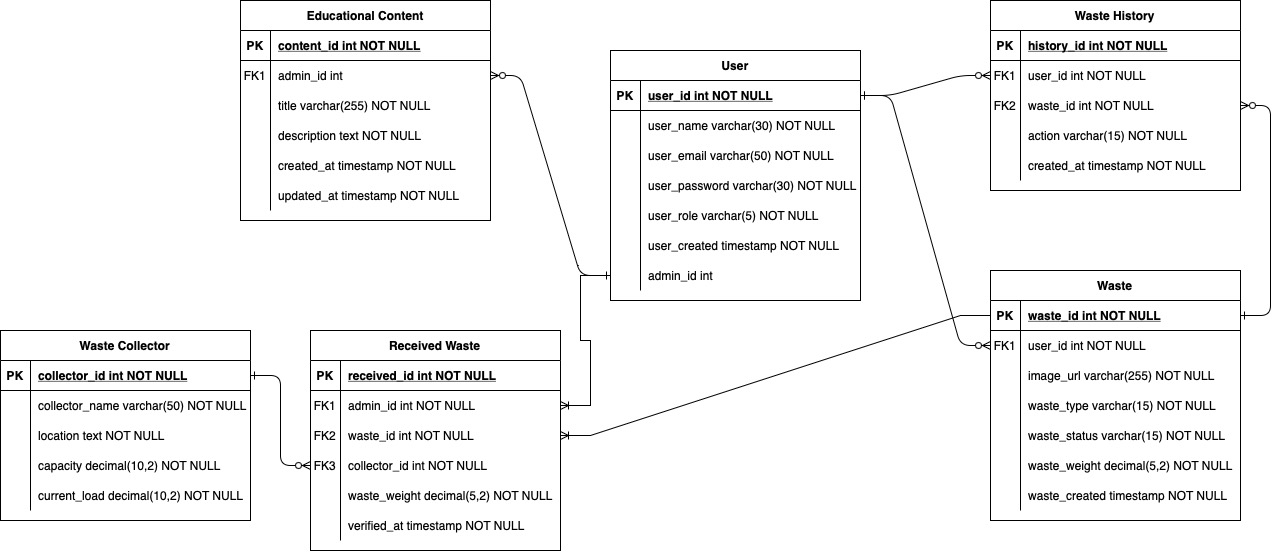 Educational Content
PK content_id int NOT NULL
FK1 admin_id int
title varchar(255) NOT NULL
description text NOT NULL
created_at timestamp NOT NULL
updated_at timestamp NOT NULL
User
PK user_id int NOT NULL
user_name varchar(30) NOT NULL
user_email varchar(50) NOT NULL
user_password varchar(30) NOT NULL
user_role varchar(5) NOT NULL
user_created timestamp NOT NULL
admin_id int
Waste History
PK history_id int NOT NULL
FK1 user_id int NOT NULL
FK2 waste_id int NOT NULL
action varchar(15) NOT NULL
created_at timestamp NOT NULL
Waste Collector
PK collector_id int NOT NULL
collector_name varchar(50) NOT NULL
location text NOT NULL
capacity decimal(10,2) NOT NULL
current_load decimal(10,2) NOT NULL
Received Waste
PK received_id int NOT NULL
FK1 admin_id int NOT NULL
FK2 waste_id int NOT NULL
FK3 collector_id int NOT NULL
waste_weight decimal(5,2) NOT NULL
verified_at timestamp NOT NULL
Waste
PK waste_id int NOT NULL
FK1 user_id int NOT NULL
image_url varchar(255) NOT NULL
waste_type varchar(15) NOT NULL
waste_status varchar(15) NOT NULL
waste_weight decimal(5,2) NOT NULL
waste_created timestamp NOT NULL